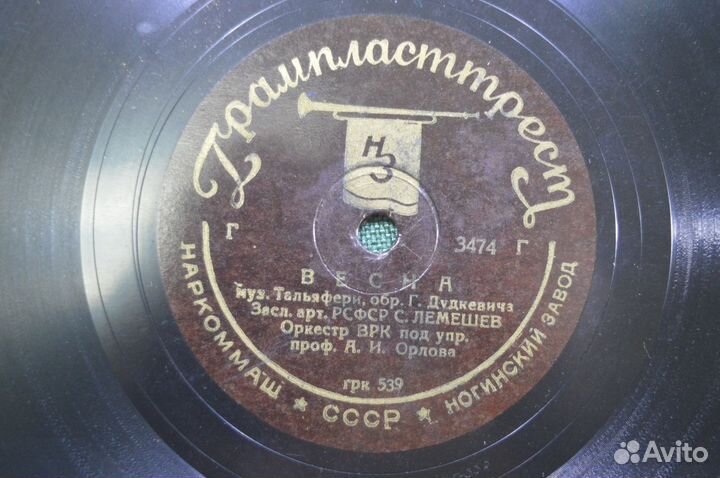 Грампласттрест
НЗ
Г 3474 Г
ВЕСНА
муз. Тальяфери, обр. Г. Дудкевича
Засл. арт. РСФСР С. ЛЕМЕШЕВ
Оркестр ВРК под упр.
проф. А. И. Орлова
грк 539
НАРКОММАШ ★ СССР ★ НОГИНСКИЙ ЗАВОД
Avito